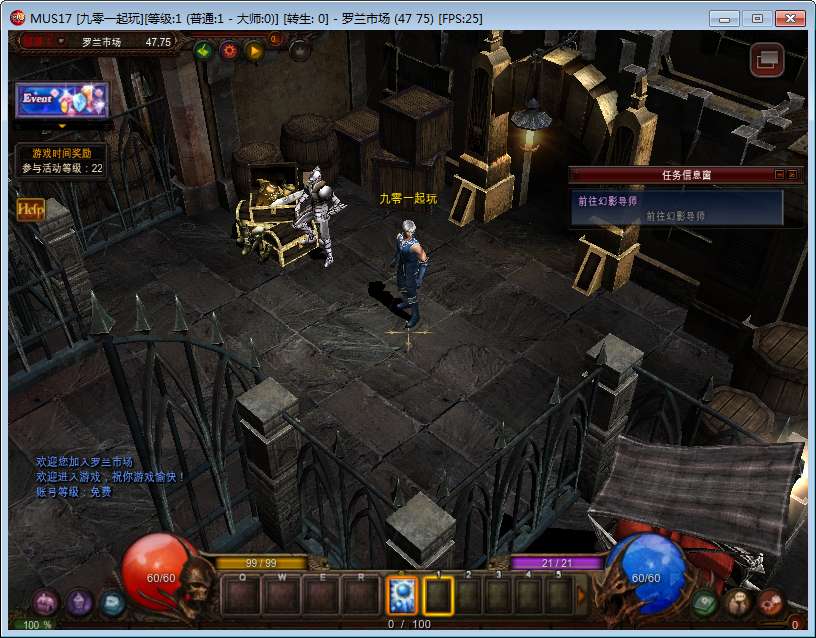 MUS17 [九零一起玩][等级:1 (普通:1 - 大师:0)] [转生: 0] - 罗兰市场 (47 75) [FPS:25]
罗兰市场 47,75
Event
游戏时间奖励
参与活动等级：22
Help
九零一起玩
任务信息窗
前往幻影导师
前往幻影导师
欢迎您加入罗兰市场
欢迎进入游戏，祝你游戏愉快！
账号等级：免费
99 / 99
21 / 21
60/60
Q W E R 1 2 3 4 5
60/60
100 %
0 / 100
0